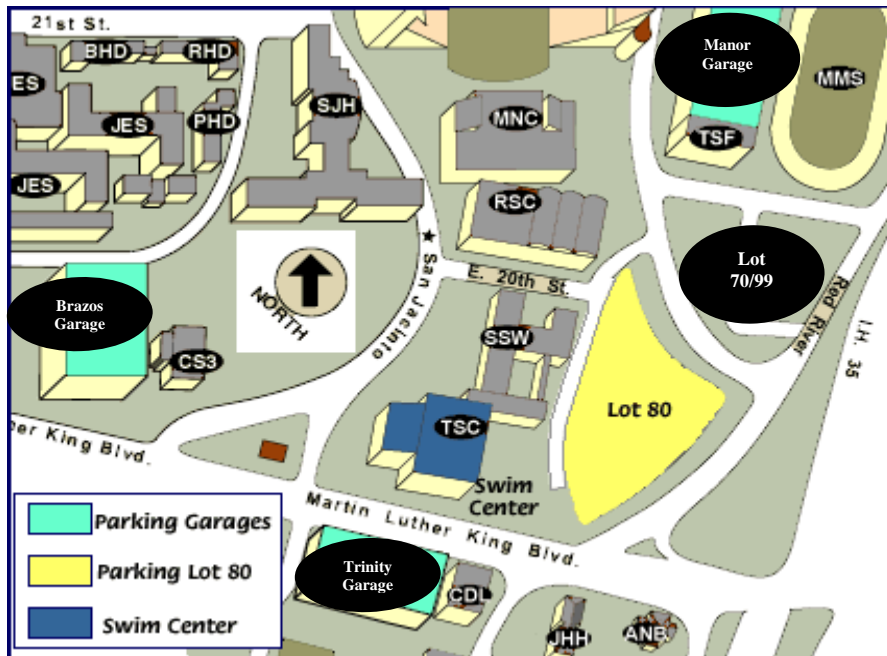 21st St.
BHD
RHD
ES
JES
PHD
JES
SJH
MNC
RSC
Manor
Garage
TSF
MMS
Lot
70/99
Red River
I.H. 35
San Jacinto
E. 20th St.
NORTH
Brazos
Garage
CS3
SSW
Lot 80
TSC
Swim
Center
her King Blvd.
Martin Luther King Blvd.
Parking Garages
Parking Lot 80
Swim Center
Trinity
Garage
CDL
JHH
ANB